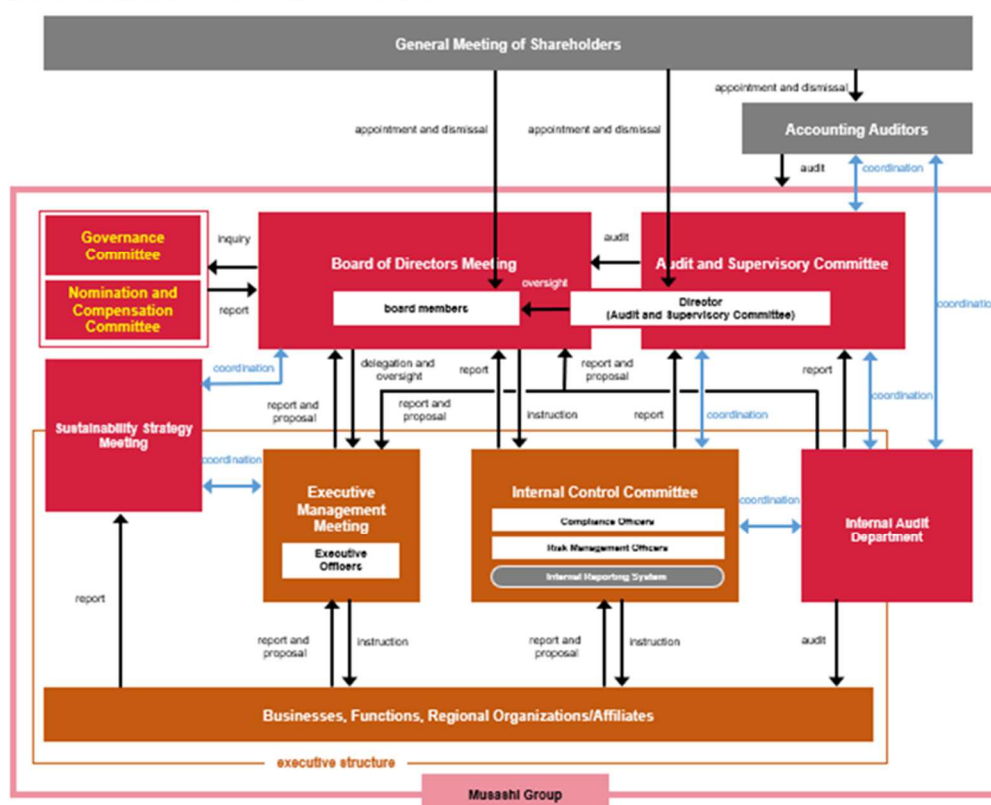 General Meeting of Shareholders
appointment and dismissal
appointment and dismissal
appointment and dismissal
Accounting Auditors
audit
coordination
Governance
Committee
Nomination and
Compensation
Committee
inquiry
report
Board of Directors Meeting
board members
audit
oversight
Audit and Supervisory Committee
Director
(Audit and Supervisory Committee)
coordination
coordination
delegation and
oversight
report and
proposal
report and
proposal
report
instruction
report and
proposal
report
coordination
report
coordination
Sustainability Strategy
Meeting
coordination
Executive
Management
Meeting
Executive
Officers
Internal Control Committee
Compliance Officers
Risk Management Officers
Internal Reporting System
coordination
Internal Audit
Department
report
report and
proposal
instruction
report and
proposal
instruction
audit
Businesses, Functions, Regional Organizations/Affiliates
executive structure
Musashi Group